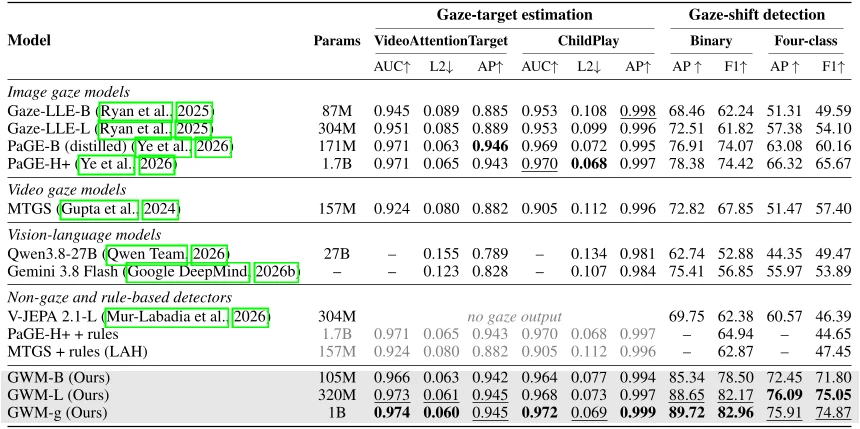 Gaze-target estimation Gaze-shift detection
Model Params VideoAttentionTarget ChildPlay Binary Four-class
AUC↑ L2↓ AP↑ AUC↑ L2↓ AP↑ AP↑ F1↑ AP↑ F1↑
Image gaze models
Gaze-LLE-B (Ryan et al., 2025) 87M 0.945 0.089 0.885 0.953 0.108 0.998 68.46 62.24 51.31 49.59
Gaze-LLE-L (Ryan et al., 2025) 304M 0.951 0.085 0.889 0.953 0.099 0.996 72.51 61.82 57.38 54.10
PaGE-B (distilled) (Ye et al., 2026) 171M 0.971 0.063 0.946 0.969 0.072 0.995 76.91 74.07 63.08 60.16
PaGE-H+ (Ye et al., 2026) 1.7B 0.971 0.065 0.943 0.970 0.068 0.997 78.38 74.42 66.32 65.67
Video gaze models
MTGS (Gupta et al., 2024) 157M 0.924 0.080 0.882 0.905 0.112 0.996 72.82 67.85 51.47 57.40
Vision-language models
Qwen3.8-27B (Qwen Team, 2026) 27B – 0.155 0.789 – 0.134 0.981 62.74 52.88 44.35 49.47
Gemini 3.8 Flash (Google DeepMind, 2026b) – – 0.123 0.828 – 0.107 0.984 75.41 56.85 55.97 53.89
Non-gaze and rule-based detectors
V-JEPA 2.1-L (Mur-Labadia et al., 2026) 304M no gaze output 69.75 62.38 60.57 46.39
PaGE-H+ + rules 1.7B 0.971 0.065 0.943 0.970 0.068 0.997 – 64.94 – 44.65
MTGS + rules (LAH) 157M 0.924 0.080 0.882 0.905 0.112 0.996 – 62.87 – 47.45
GWM-B (Ours) 105M 0.966 0.063 0.942 0.964 0.077 0.994 85.34 78.50 72.45 71.80
GWM-L (Ours) 320M 0.973 0.061 0.945 0.968 0.073 0.997 88.65 82.17 76.09 75.05
GWM-g (Ours) 1B 0.974 0.060 0.945 0.972 0.069 0.999 89.72 82.96 75.91 74.87